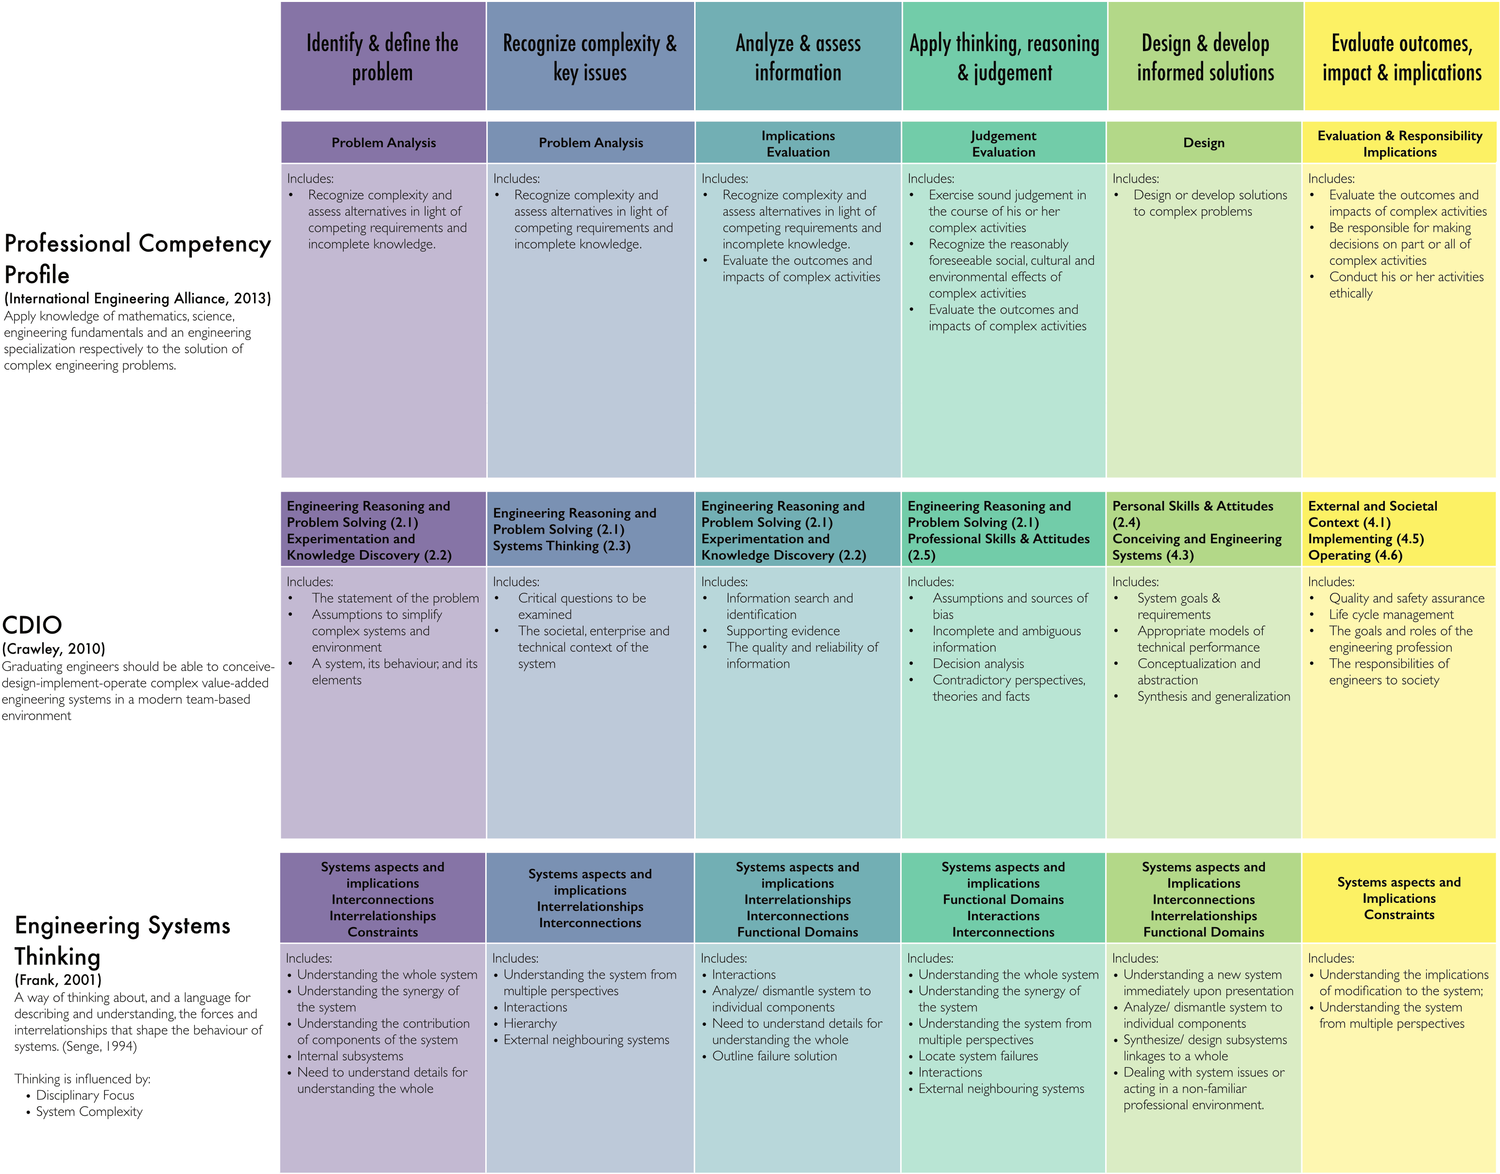 Identify & define the
problem
Recognize complexity &
key issues
Analyze & assess
information
Apply thinking, reasoning
& judgement
Design & develop
informed solutions
Evaluate outcomes,
impact & implications
Professional Competency
Profile
(International Engineering Alliance, 2013)
Apply knowledge of mathematics, science,
engineering fundamentals and an engineering
specialization respectively to the solution of
complex engineering problems.
Problem Analysis
Includes:
• Recognize complexity and
assess alternatives in light of
competing requirements and
incomplete knowledge.
Problem Analysis
Includes:
• Recognize complexity and
assess alternatives in light of
competing requirements and
incomplete knowledge.
Implications
Evaluation
Includes:
• Recognize complexity and
assess alternatives in light of
competing requirements and
incomplete knowledge.
• Evaluate the outcomes and
impacts of complex activities
Judgement
Evaluation
Includes:
• Exercise sound judgement in
the course of his or her
complex activities
• Recognize the reasonably
foreseeable social, cultural and
environmental effects of
complex activities
• Evaluate the outcomes and
impacts of complex activities
Design
Includes:
• Design or develop solutions
to complex problems
Evaluation & Responsibility
Implications
Includes:
• Evaluate the outcomes and
impacts of complex activities
• Be responsible for making
decisions on part or all of
complex activities
• Conduct his or her activities
ethically
CDIO
(Crawley, 2010)
Graduating engineers should be able to conceive-
design-implement-operate complex value-added
engineering systems in a modern team-based
environment
Engineering Reasoning and
Problem Solving (2.1)
Experimentation and
Knowledge Discovery (2.2)
Includes:
• The statement of the problem
• Assumptions to simplify
complex systems and
environment
• A system, its behaviour, and its
elements
Engineering Reasoning and
Problem Solving (2.1)
Systems Thinking (2.3)
Includes:
• Critical questions to be
examined
• The societal, enterprise and
technical context of the
system
Engineering Reasoning and
Problem Solving (2.1)
Experimentation and
Knowledge Discovery (2.2)
Includes:
• Information search and
identification
• Supporting evidence
• The quality and reliability of
information
Engineering Reasoning and
Problem Solving (2.1)
Professional Skills & Attitudes
(2.5)
Includes:
• Assumptions and sources of
bias
• Incomplete and ambiguous
information
• Decision analysis
• Contradictory perspectives,
theories and facts
Personal Skills & Attitudes
(2.4)
Conceiving and Engineering
Systems (4.3)
Includes:
• System goals &
requirements
• Appropriate models of
technical performance
• Conceptualization and
abstraction
• Synthesis and generalization
External and Societal
Context (4.1)
Implementing (4.5)
Operating (4.6)
Includes:
• Quality and safety assurance
• Life cycle management
• The goals and roles of the
engineering profession
• The responsibilities of
engineers to society
Engineering Systems
Thinking
(Frank, 2001)
A way of thinking about, and a language for
describing and understanding, the forces and
interrelationships that shape the behaviour of
systems. (Senge, 1994)
Thinking is influenced by:
• Disciplinary Focus
• System Complexity
Systems aspects and
implications
Interconnections
Interrelationships
Constraints
Includes:
• Understanding the whole system
• Understanding the synergy of
the system
• Understanding the contribution
of components of the system
• Internal subsystems
• Need to understand details for
understanding the whole
Systems aspects and
implications
Interrelationships
Interconnections
Includes:
• Understanding the system from
multiple perspectives
• Interactions
• Hierarchy
• External neighbouring systems
Systems aspects and
implications
Interrelationships
Interconnections
Functional Domains
Includes:
• Interactions
• Analyze/ dismantle system to
individual components
• Need to understand details for
understanding the whole
• Outline failure solution
Systems aspects and
implications
Functional Domains
Interactions
Interconnections
Includes:
• Understanding the whole system
• Understanding the synergy of
the system
• Understanding the system from
multiple perspectives
• Locate system failures
• Interactions
• External neighbouring systems
Systems aspects and
Implications
Interconnections
Interrelationships
Functional Domains
Includes:
• Understanding a new system
immediately upon presentation
• Analyze/ dismantle system to
individual components
• Synthesize/ design subsystems
linkages to a whole
• Dealing with system issues or
acting in a non-familiar
professional environment.
Systems aspects and
Implications
Constraints
Includes:
• Understanding the implications
of modification to the system;
• Understanding the system
from multiple perspectives